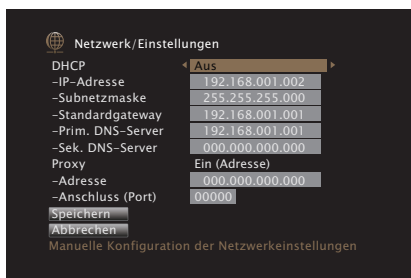 Netzwerk/Einstellungen
DHCP Aus
-IP-Adresse 192.168.001.002
-Subnetzmaske 255.255.255.000
-Standardgateway 192.168.001.001
-Prim. DNS-Server 192.168.001.001
-Sek. DNS-Server 000.000.000.000
Proxy Ein (Adresse)
-Adresse 000.000.000.000
-Anschluss (Port) 00000
Speichern
Abbrechen
Manuelle Konfiguration der Netzwerkeinstellungen